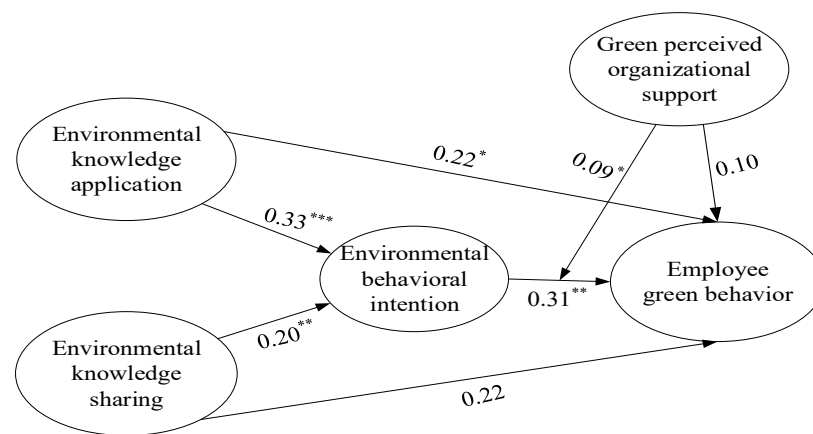 Green perceived
organizational
support
Environmental
knowledge
application
0.22*
0.09*
0.10
0.33***
Environmental
behavioral
intention
0.31**
Employee
green behavior
0.20**
Environmental
knowledge
sharing
0.22